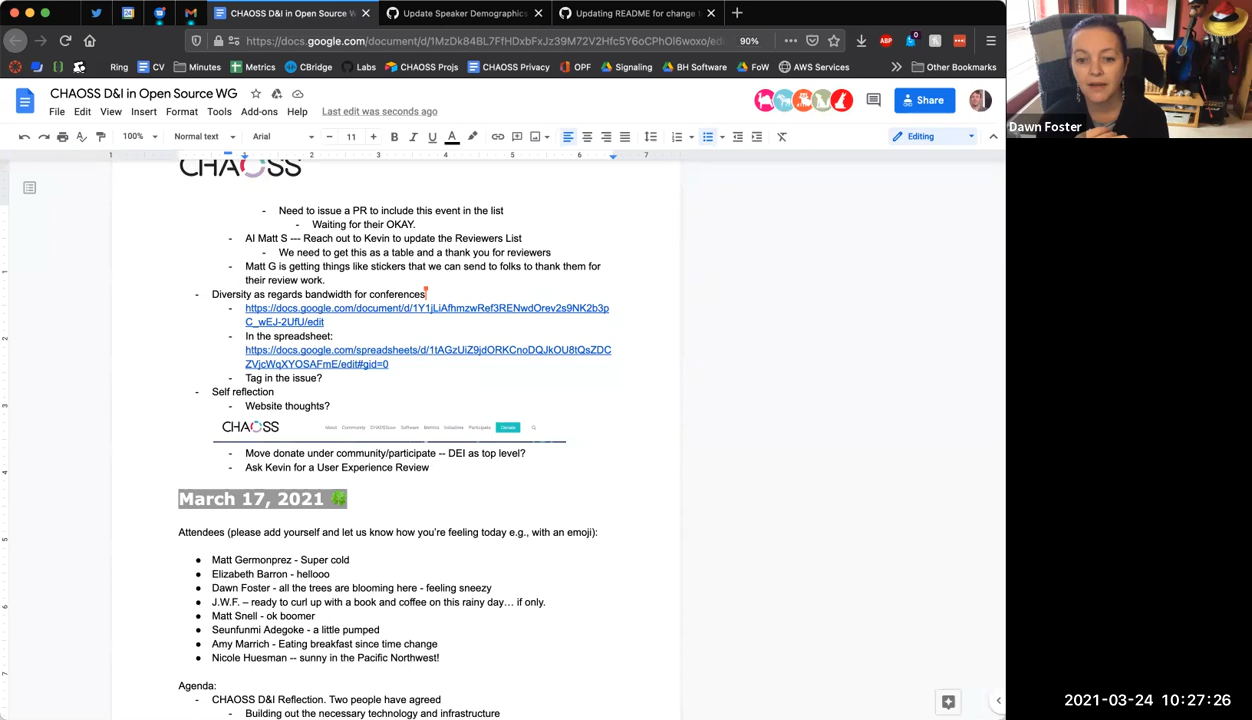 CHAOSS D&I in Open Source W
Update Speaker Demographics
Updating README for change
https://docs.google.com/document/d/1MzDk84BL7FfHDxbFxJz39M72V2Hfc5Y6oCPhOl6woxo/edi
90%
Ring CV Minutes Metrics CBridge Labs CHAOSS Projs CHAOSS Privacy OPF Signaling BH Software FoW AWS Services Other Bookmarks
CHAOSS D&I in Open Source WG
File Edit View Insert Format Tools Add-ons Help Last edit was seconds ago
Share
Dawn Foster
100% Normal text Arial 11 Editing
CHAOSS
- Need to issue a PR to include this event in the list
- Waiting for their OKAY.
- AI Matt S --- Reach out to Kevin to update the Reviewers List
- We need to get this as a table and a thank you for reviewers
- Matt G is getting things like stickers that we can send to folks to thank them for
their review work.
- Diversity as regards bandwidth for conferences
- https://docs.google.com/document/d/1Y1jLiAfhmzwRef3RENwdOrev2s9NK2b3p
C_wEJ-2UfU/edit
- In the spreadsheet:
https://docs.google.com/spreadsheets/d/1tAGzUiZ9jdORKCnoDQJkOU8tQsZDC
ZVjcWqXYOSAFmE/edit#gid=0
- Tag in the issue?
- Self reflection
- Website thoughts?
CHAOSS About Community CHAOSScon Software Metrics Initiatives Participate Donate
- Move donate under community/participate -- DEI as top level?
- Ask Kevin for a User Experience Review
March 17, 2021 🍀
Attendees (please add yourself and let us know how you're feeling today e.g., with an emoji):
● Matt Germonprez - Super cold
● Elizabeth Barron - hellooo
● Dawn Foster - all the trees are blooming here - feeling sneezy
● J.W.F. – ready to curl up with a book and coffee on this rainy day… if only.
● Matt Snell - ok boomer
● Seunfunmi Adegoke - a little pumped
● Amy Marrich - Eating breakfast since time change
● Nicole Huesman -- sunny in the Pacific Northwest!
Agenda:
- CHAOSS D&I Reflection. Two people have agreed
- Building out the necessary technology and infrastructure
2021-03-24 10:27:26